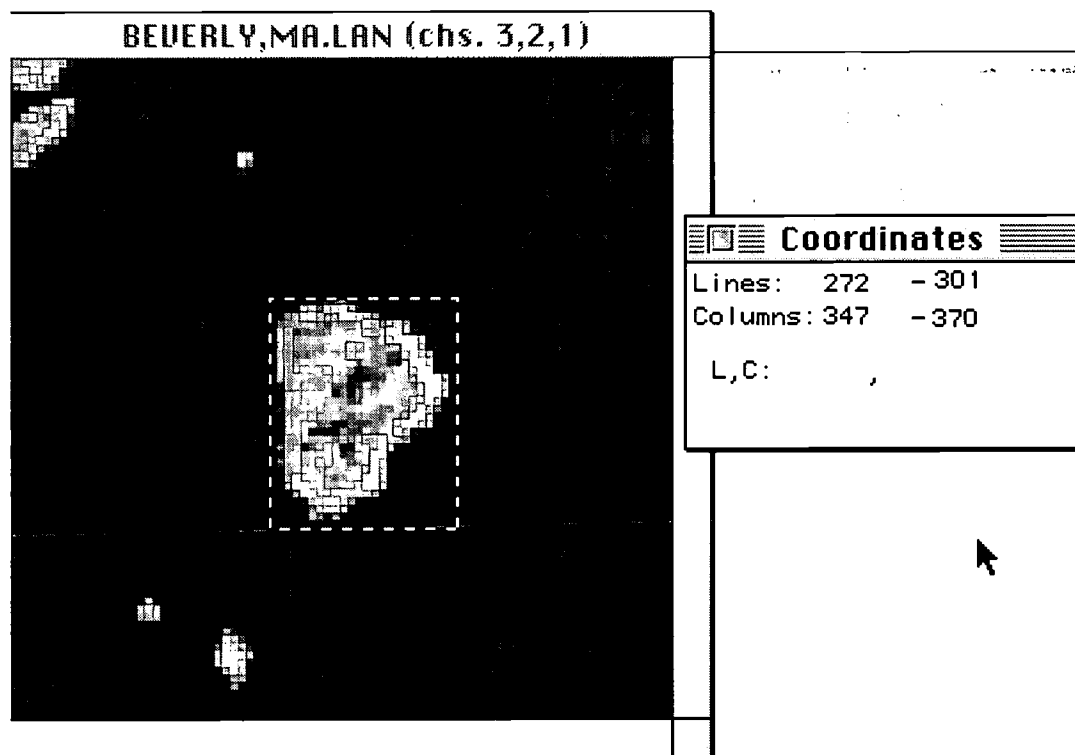 BEVERLY,MA.LAN (chs. 3,2,1)
Coordinates
Lines: 272 -301
Columns: 347 -370
L,C: ,